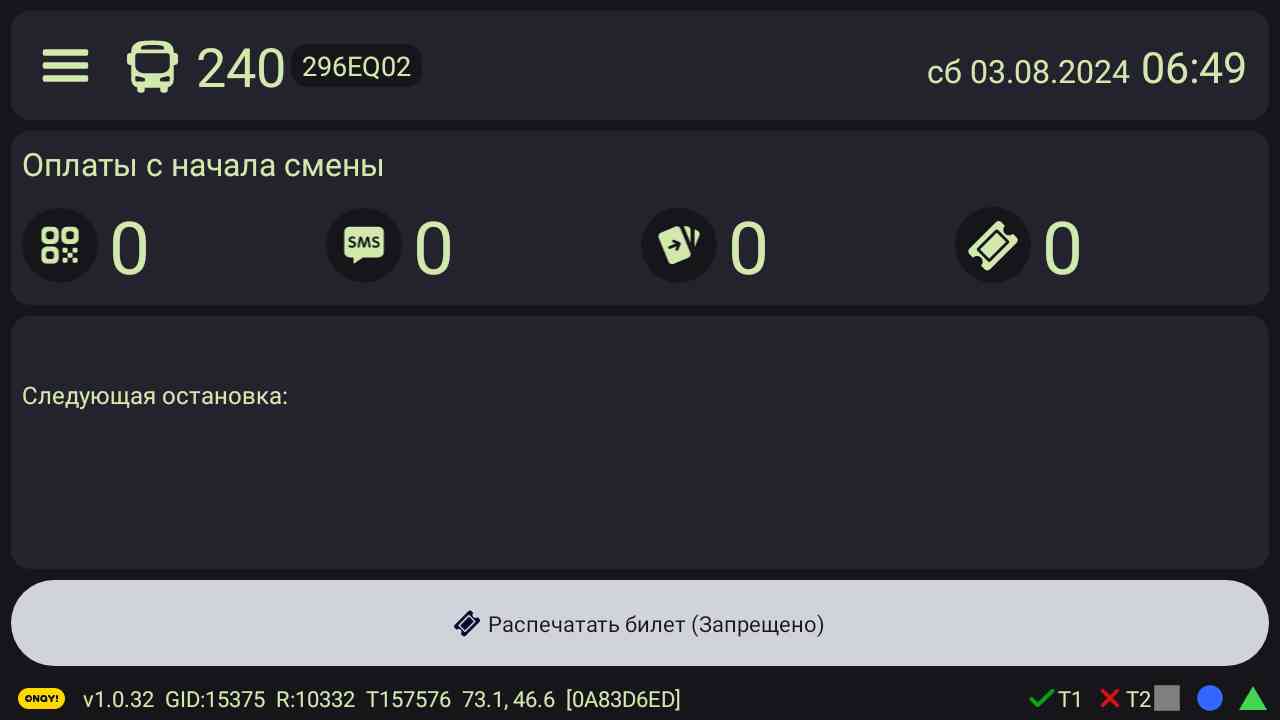 240 296EQ02 сб 03.08.2024 06:49
Оплаты с начала смены
0 SMS 0 0 0
Следующая остановка:
Распечатать билет (Запрещено)
ONAY! v1.0.32 GID:15375 R:10332 T157576 73.1, 46.6 [0A83D6ED] T1 T2